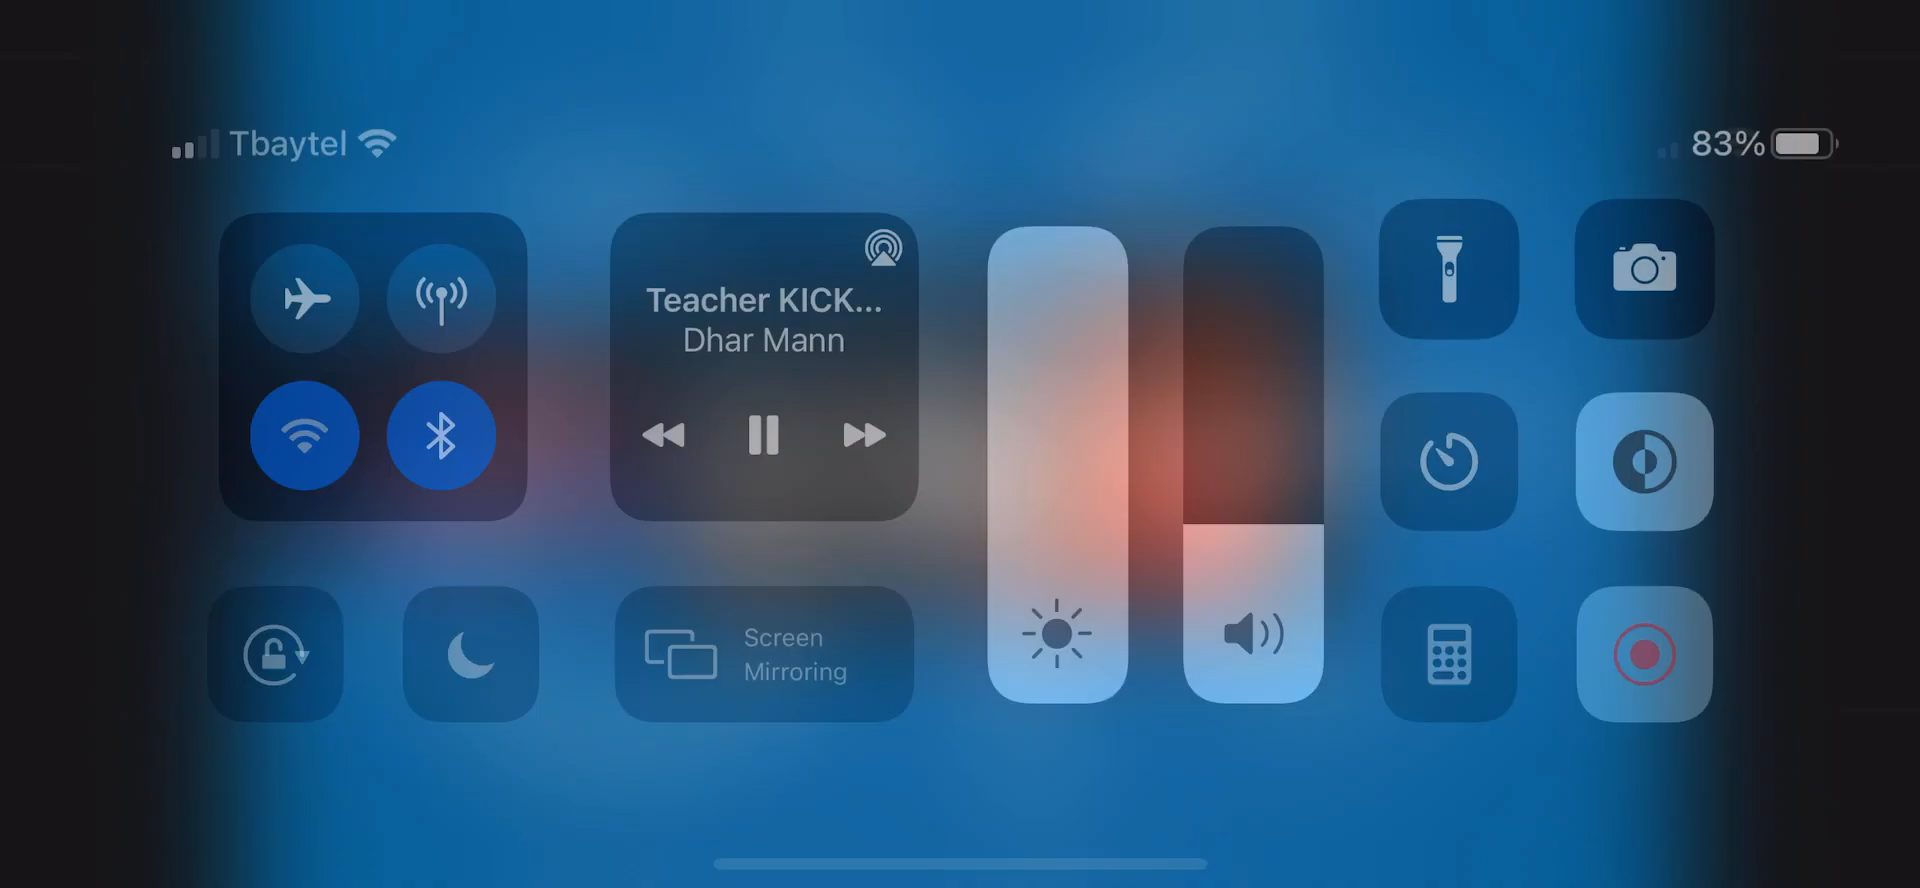 Tbaytel
83%
Teacher KICK...
Dhar Mann
Screen
Mirroring